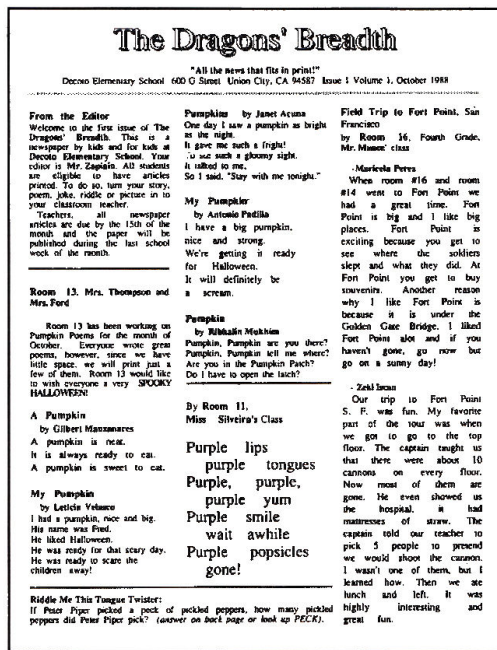 The Dragons' Breadth
"All the news that fits in print!"
Decoto Elementary School 600 G Street Union City, CA 94587 Issue 1 Volume 1, October 1988
From the Editor
Welcome to the first issue of The
Dragons' Breadth. This is a
newspaper by kids and for kids at
Decoto Elementary School. Your
editor is Mr. Zapiain. All students
are eligible to have articles
printed. To do so, turn your story,
poem, joke, riddle or picture in to
your classroom teacher.
Teachers, all newspaper
articles are due by the 15th of the
month and the paper will be
published during the last school
week of the month.
Room 13. Mrs. Thompson and
Mrs. Ford
Room 13 has been working on
Pumpkin Poems for the month of
October. Everyone wrote great
poems, however, since we have
little space, we will print just a
few of them. Room 13 would like
to wish everyone a very SPOOKY
HALLOWEEN!
A Pumpkin
by Gilbert Manzanares
A pumpkin is neat.
It is always ready to eat.
A pumpkin is sweet to eat.
My Pumpkin
by Leticia Velasco
I had a pumpkin, nice and big.
His name was Fred.
He liked Halloween.
He was ready for that scary day.
He was ready to scare the
children away!
Pumpkins by Janet Acuna
One day I saw a pumpkin as bright
as the night.
It gave me such a fright!
To see such a gloomy sight.
It talked to me.
So I said, "Stay with me tonight."
My Pumpkin
by Antonio Padilla
I have a big pumpkin,
nice and strong.
We're getting it ready
for Halloween.
It will definitely be
a scream.
Pumpkin
by Mukhim
Pumpkin, Pumpkin are you there?
Pumpkin, Pumpkin tell me where?
Are you in the Pumpkin Patch?
Do I have to open the latch?
By Room 11,
Miss Silveira's Class
Purple lips
purple tongues
Purple, purple,
purple yum
Purple smile
wait awhile
Purple popsicles
gone!
Field Trip to Fort Point, San
Francisco
by Room 16, Fourth Grade,
Mr. class
-Maricela Perez
When room #16 and room
#14 went to Fort Point we
had a great time. Fort
Point is big and I like big
places. Fort Point is
exciting because you get to
see where the soldiers
slept and what they did. At
Fort Point you get to buy
souvenirs. Another reason
why I like Fort Point is
because it is under the
Golden Gate Bridge. I liked
Fort Point alot and if you
haven't gone, go now but
go on a sunny day!
- Zeki
Our trip to Fort Point
S. F. was fun. My favorite
part of the tour was when
we got to go to the top
floor. The captain taught us
that there were about 10
cannons on every floor.
Now most of them are
gone. He even showed us
the hospital, it had
mattresses of straw. The
captain told our teacher to
pick 5 people to pretend
we would shoot the cannon.
I wasn't one of them, but I
learned how. Then we ate
lunch and left. It was
highly interesting and
great fun.
Riddle Me This Tongue Twister:
If Peter Piper picked a peck of pickled peppers, how many pickled
peppers did Peter Piper pick? (answer on back page or look up PECK).